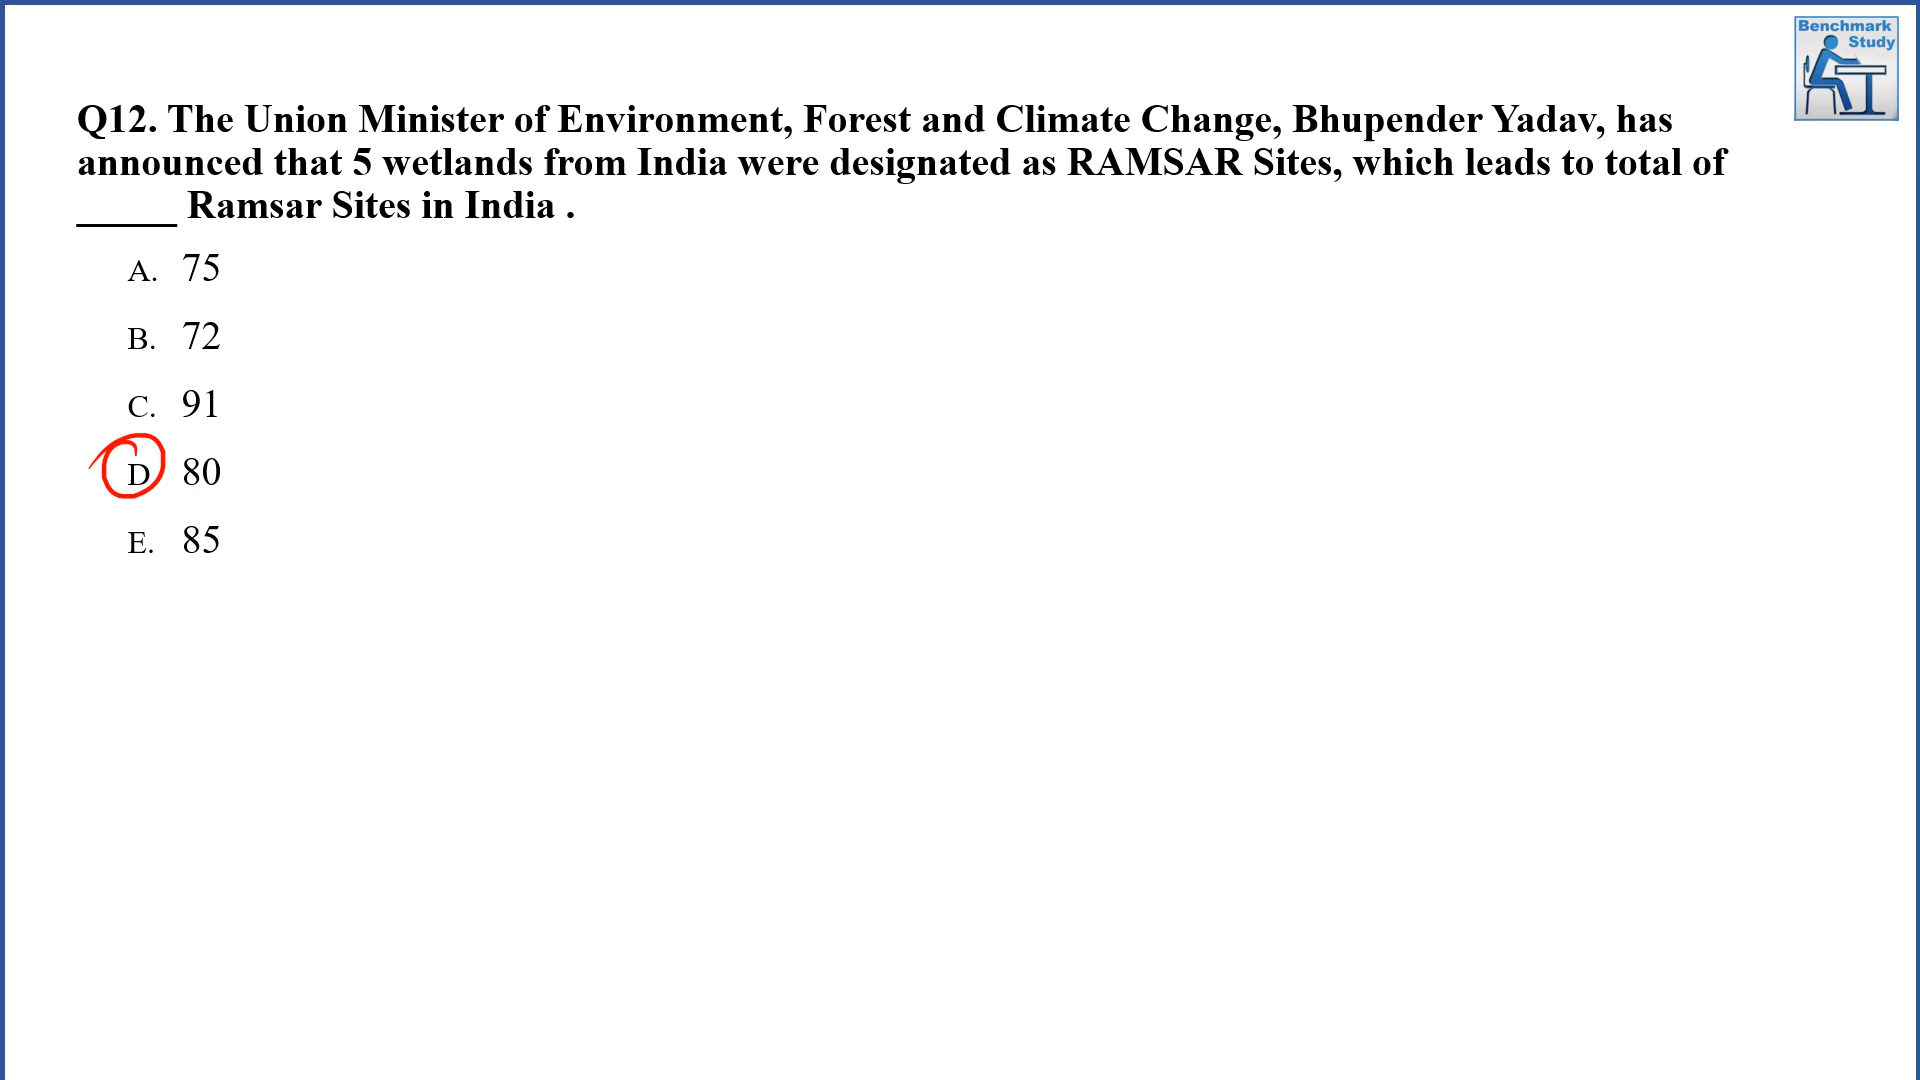 Benchmark
Study
Q12. The Union Minister of Environment, Forest and Climate Change, Bhupender Yadav, has
announced that 5 wetlands from India were designated as RAMSAR Sites, which leads to total of
_____ Ramsar Sites in India .
A. 75
B. 72
C. 91
D. 80
E. 85